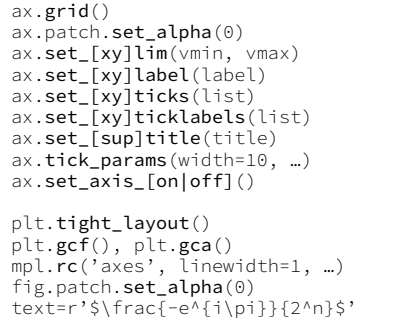 ax.grid()
ax.patch.set_alpha(0)
ax.set_[xy]lim(vmin, vmax)
ax.set_[xy]label(label)
ax.set_[xy]ticks(list)
ax.set_[xy]ticklabels(list)
ax.set_[sup]title(title)
ax.tick_params(width=10, …)
ax.set_axis_[on|off]()

plt.tight_layout()
plt.gcf(), plt.gca()
mpl.rc(’axes’, linewidth=1, …)
fig.patch.set_alpha(0)
text=r’$\frac{-e^{i\pi}}{2^n}$’